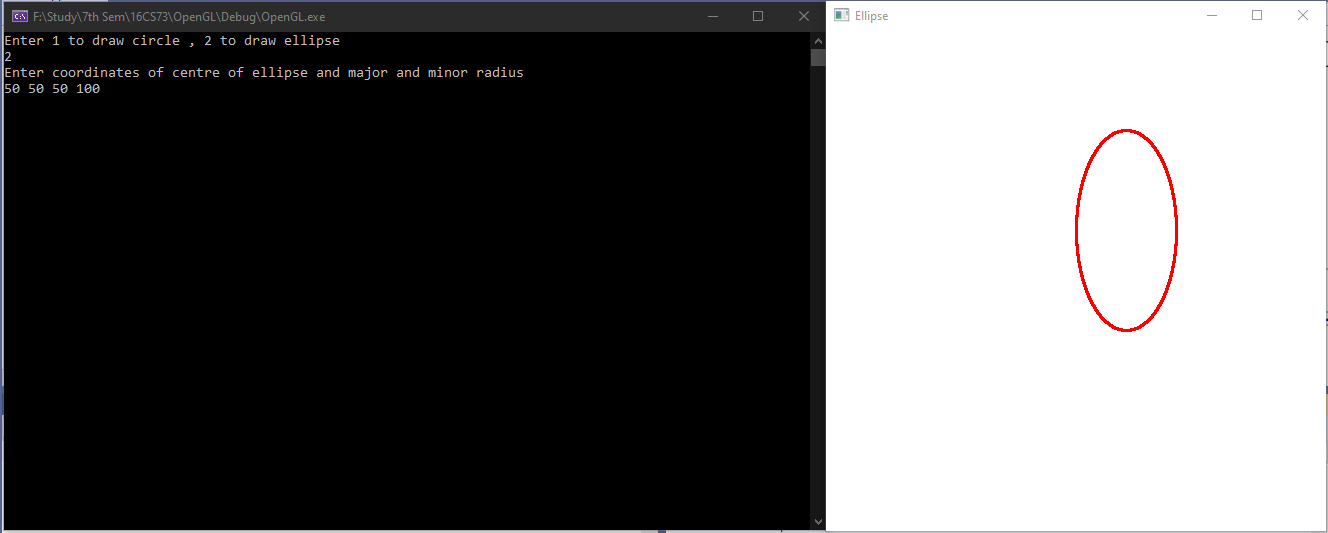 F:\Study\7th Sem\16CS73\OpenGL\Debug\OpenGL.exe
Enter 1 to draw circle , 2 to draw ellipse
2
Enter coordinates of centre of ellipse and major and minor radius
50 50 50 100
Ellipse